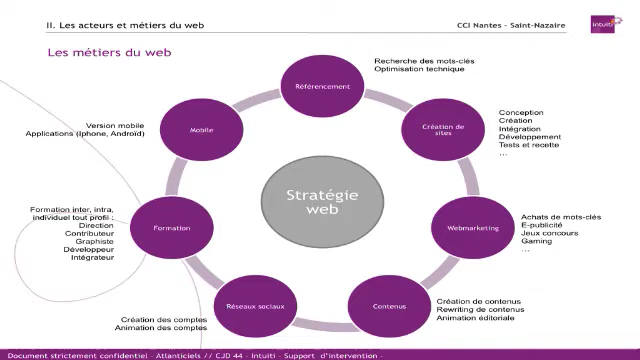 II. Les acteurs et métiers du web
CCI Nantes - Saint-Nazaire
intuiti
Les métiers du web
Référencement
Recherche des mots-clés
Optimisation technique
Création de
sites
Conception
Création
Intégration
Développement
Tests et recette
...
Webmarketing
Achats de mots-clés
E-publicité
Jeux concours
Gaming
...
Contenus
Création de contenus
Rewriting de contenus
Animation éditoriale
Réseaux sociaux
Création des comptes
Animation des comptes
Formation
Formation inter, intra,
individuel tout profil :
Direction
Contributeur
Graphiste
Développeur
Intégrateur
Mobile
Version mobile
Applications (Iphone, Androïd)
Stratégie
web
Document strictement confidentiel - Atlanticiels // CJD 44 - Intuiti - Support d'intervention -